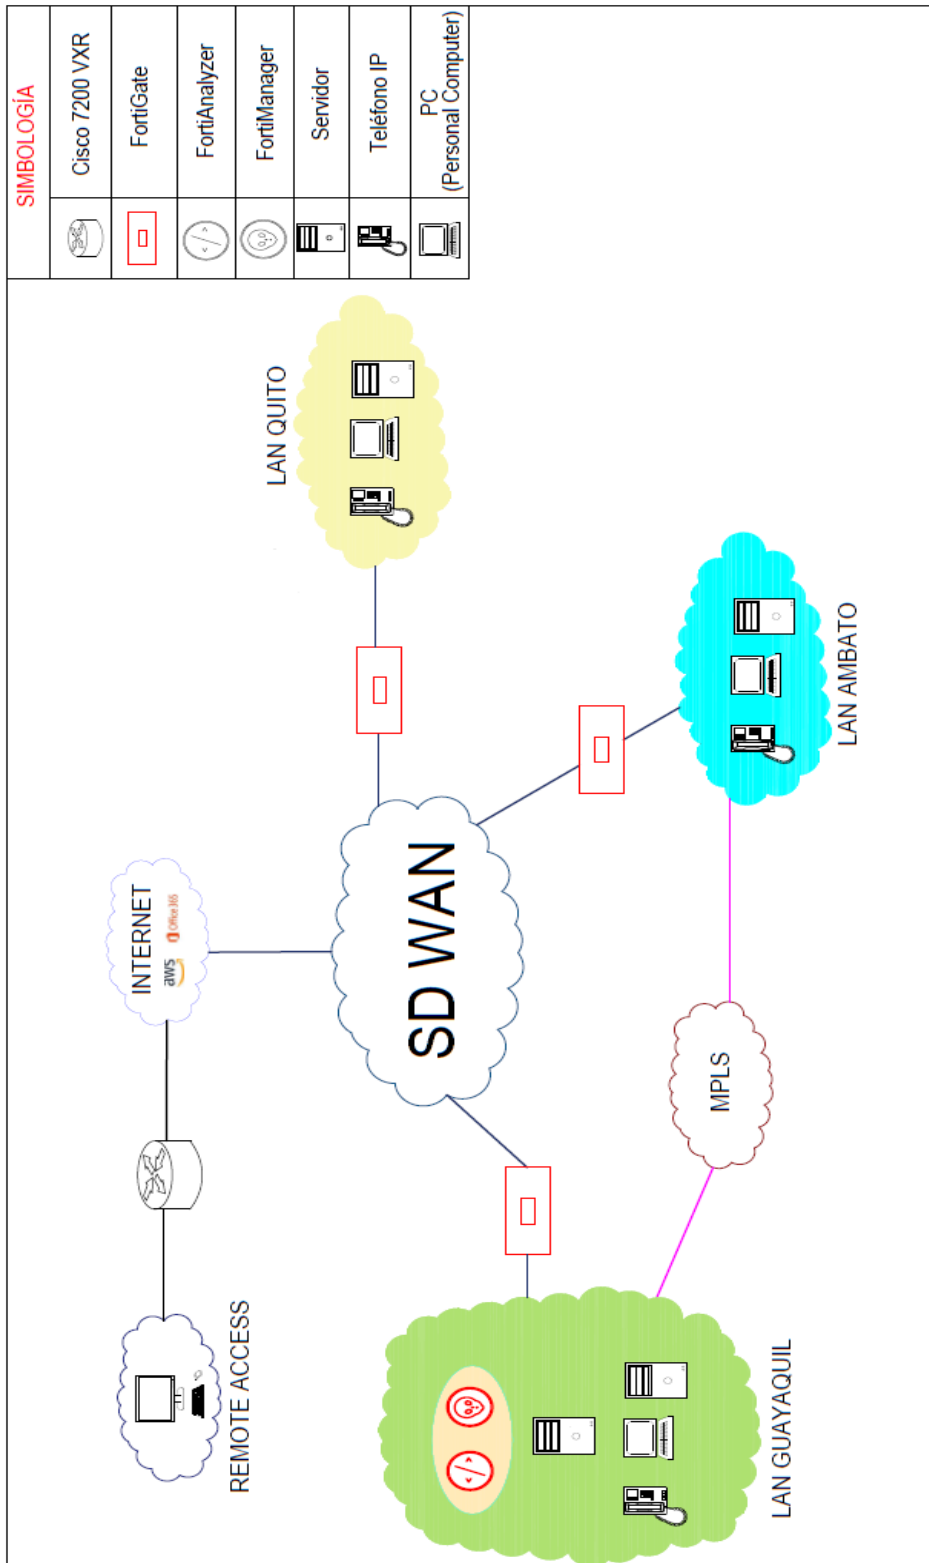 SIMBOLOGÍA
Cisco 7200 VXR
FortiGate
FortiAnalyzer
FortiManager
Servidor
Teléfono IP
PC
(Personal Computer)
REMOTE ACCESS
INTERNET
aws
Office 365
LAN QUITO
SD WAN
LAN GUAYAQUIL
MPLS
LAN AMBATO